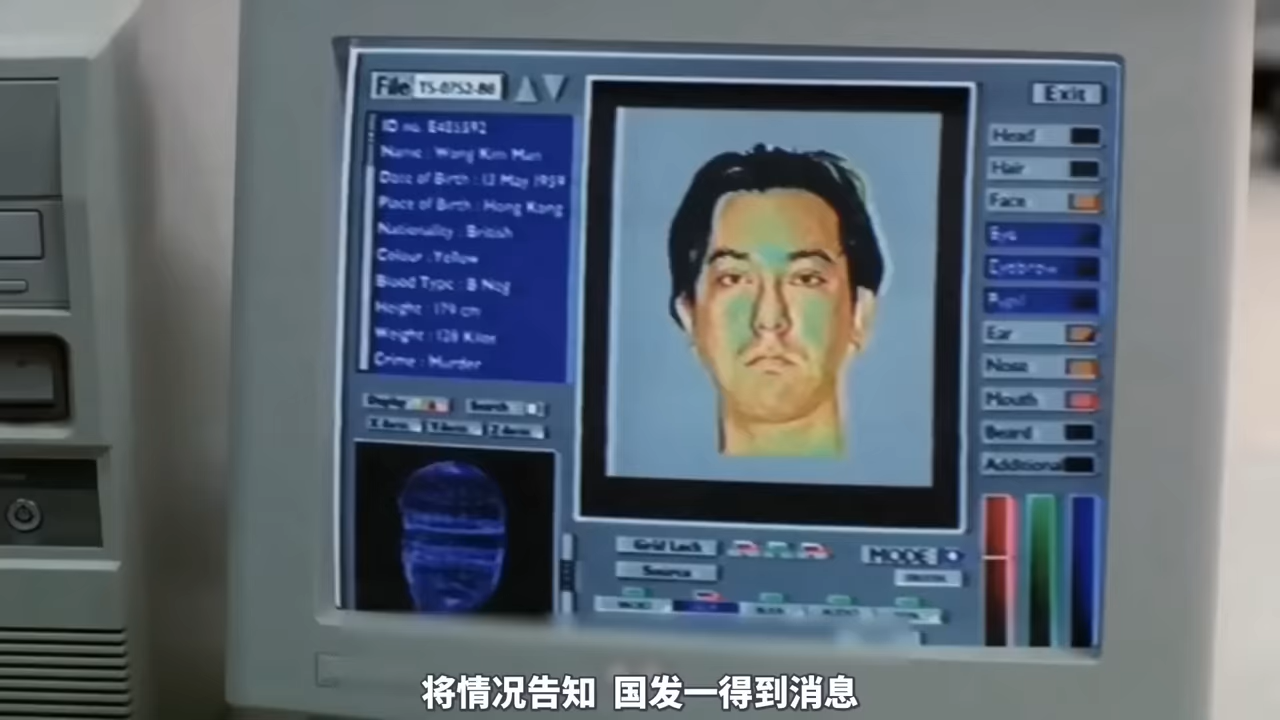 File TS-0752-B8
Exit
ID no. E485592
Name : Wong Kim Man
Date of Birth : 12 May 1959
Place of Birth : Hong Kong
Nationality : British
Colour : Yellow
Blood Type : B Neg
Height : 179 cm
Weight : 128 Kilos
Crime : Murder
Display
Search
Head
Hair
Face
Eye
Eyebrow
Pupil
Ear
Nose
Mouth
Beard
Additional
Grid Lock
Source
MODE
将情况告知 国发一得到消息